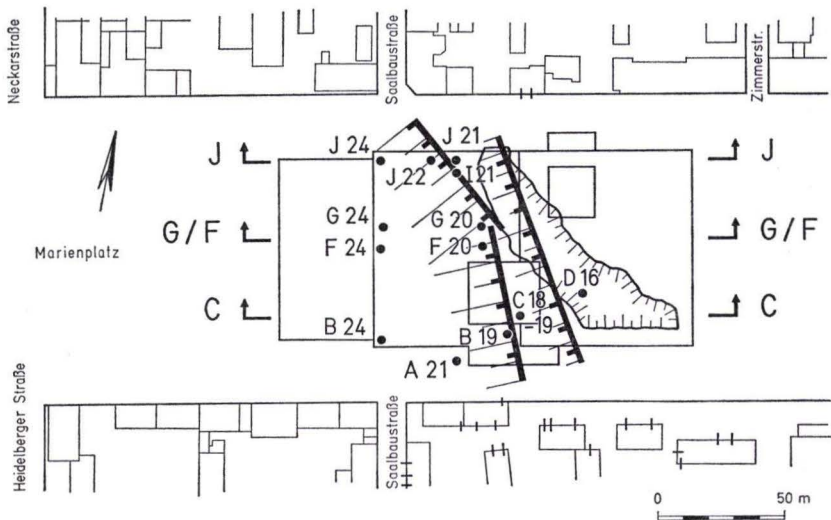 Neckarstraße
Saalbaustraße
Zimmerstr.
J
J 24
J 21
J
J 22
I 21
G/F
G 24
G 20
G/F
F 24
F 20
Marienplatz
D 16
C
C 18
-19
C
B 24
B 19
A 21
Heidelberger Straße
Saalbaustraße
0
50 m